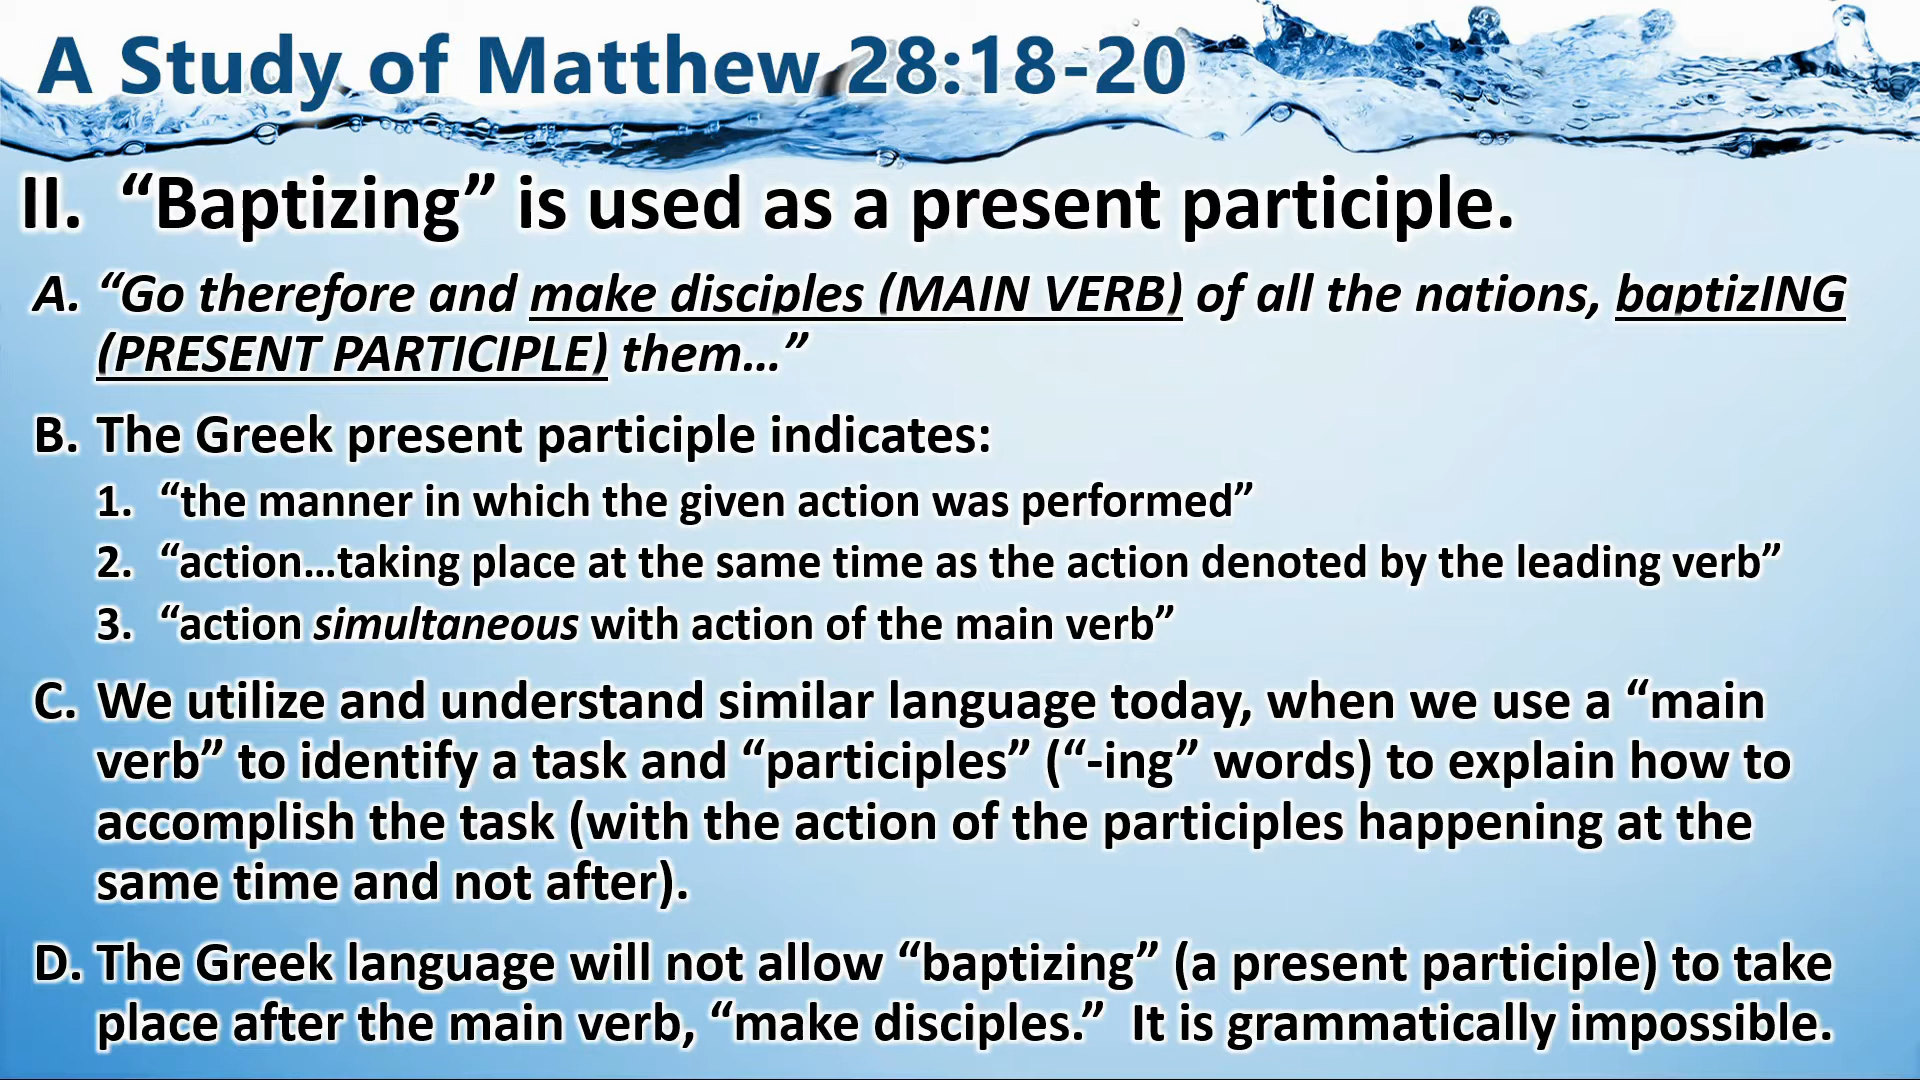 A Study of Matthew 28:18-20
II. “Baptizing” is used as a present participle.
A. “Go therefore and make disciples (MAIN VERB) of all the nations, baptizING
(PRESENT PARTICIPLE) them…”
B. The Greek present participle indicates:
1. “the manner in which the given action was performed”
2. “action…taking place at the same time as the action denoted by the leading verb”
3. “action simultaneous with action of the main verb”
C. We utilize and understand similar language today, when we use a “main
verb” to identify a task and “participles” (“-ing” words) to explain how to
accomplish the task (with the action of the participles happening at the
same time and not after).
D. The Greek language will not allow “baptizing” (a present participle) to take
place after the main verb, “make disciples.”  It is grammatically impossible.